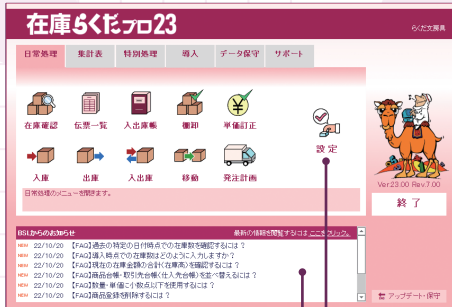 在庫らくだプロ23
らくだ文房具
日常処理 集計表 特別処理 導入 データ保守 サポート
在庫確認 伝票一覧 入出庫帳 棚卸 単価訂正
設定
入庫 出庫 入出庫 移動 発注計画
日常処理のメニューを開きます。
Ver.23.00 Rev.7.00
終了
BSLからのお知らせ 最新の情報を閲覧するには ここをクリック。
NEW 22/10/20 【FAQ】過去の特定の日付時点での在庫数を確認するには？
NEW 22/10/20 【FAQ】導入時点での在庫数はどのように入力しますか？
NEW 22/10/20 【FAQ】現在の在庫金額の合計(在庫高)を確認するには？
NEW 22/10/20 【FAQ】商品台帳・取引先台帳(仕入先台帳)を並べ替えるには？
NEW 22/10/20 【FAQ】数量・単価に小数点以下を使用するには？
NEW 22/10/20 【FAQ】商品登録を削除するには？
アップデート・保守